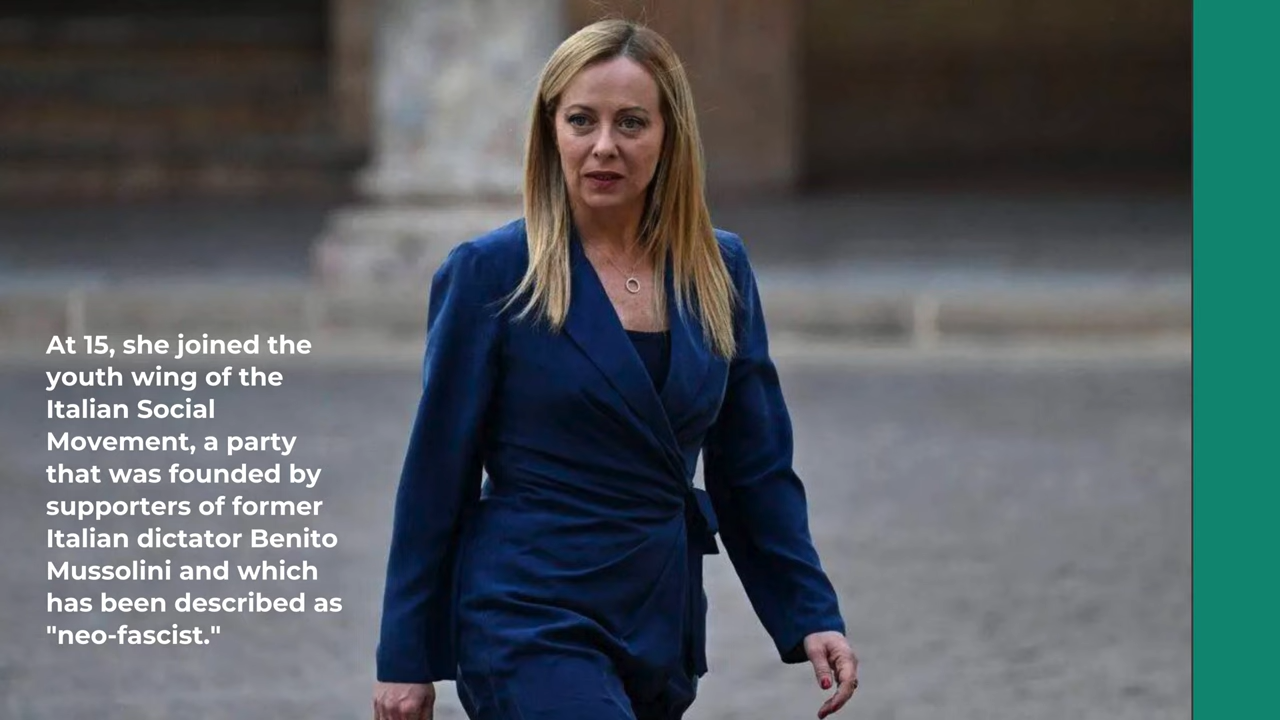 At 15, she joined the
youth wing of the
Italian Social
Movement, a party
that was founded by
supporters of former
Italian dictator Benito
Mussolini and which
has been described as
"neo-fascist."